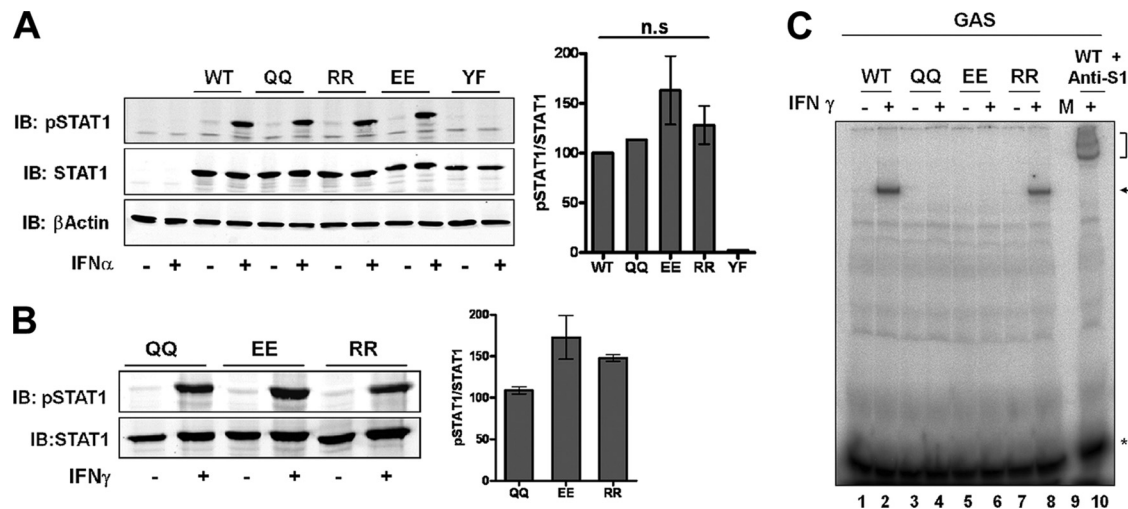 A
WT QQ RR EE YF
IB: pSTAT1
IB: STAT1
IB: βActin
IFNα - + - + - + - + - + - +
n.s
pSTAT1/STAT1
200
150
100
50
0
WT QQ EE RR YF
B
QQ EE RR
IB: pSTAT1
IB:STAT1
IFNγ - + - + - +
pSTAT1/STAT1
200
150
100
50
0
QQ EE RR
C
GAS
WT +
Anti-S1
WT QQ EE RR
IFN γ - + - + - + - + M +
*
1 2 3 4 5 6 7 8 9 10